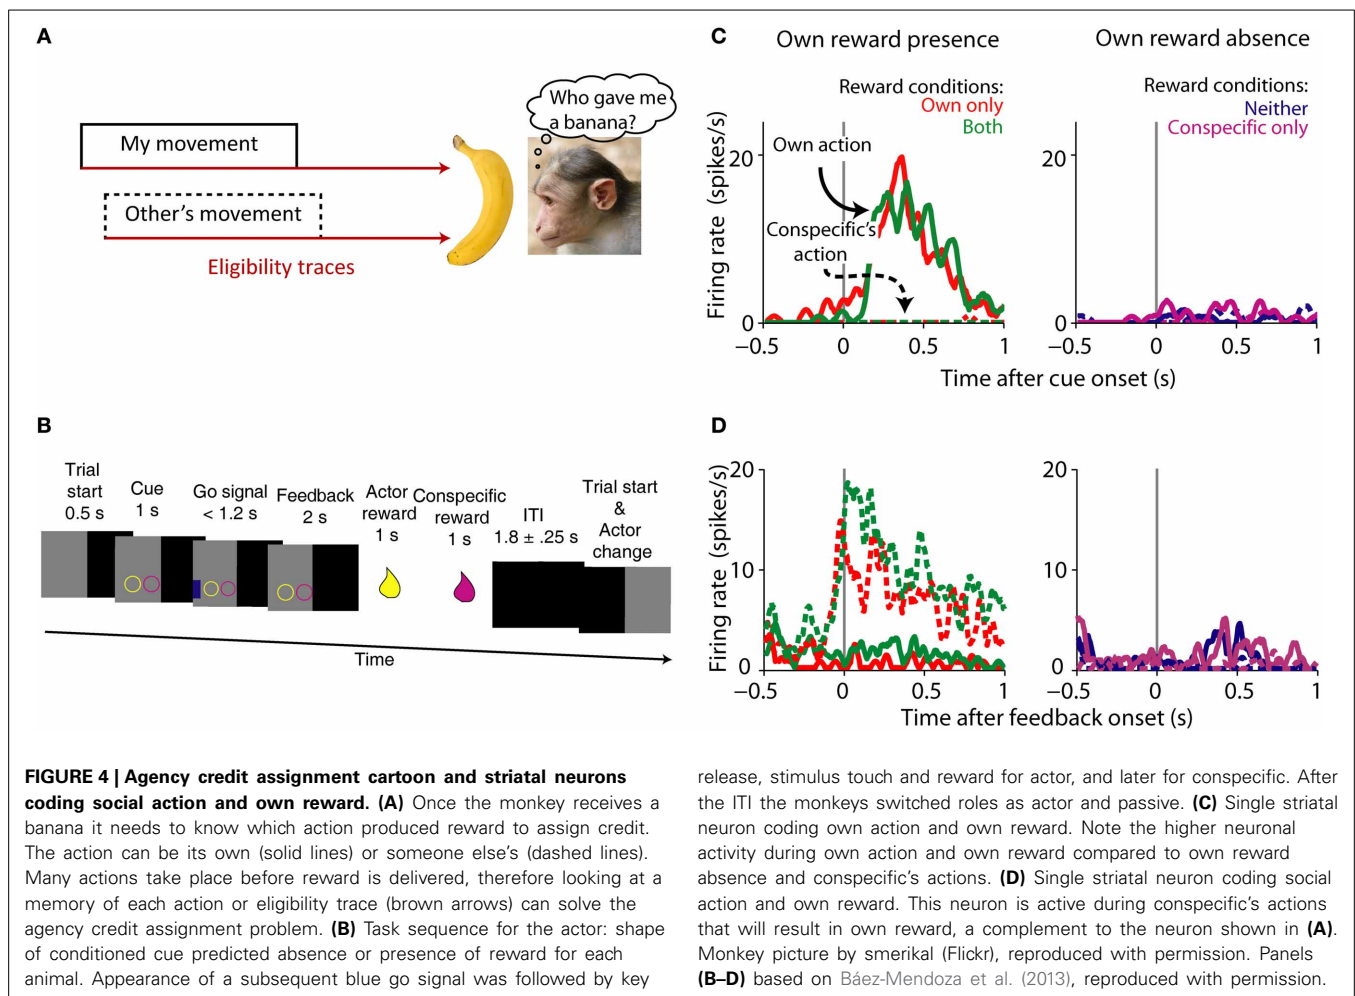 A
My movement
Other's movement
Eligibility traces
Who gave me
a banana?
B
Trial
start
0.5 s
Cue
1 s
Go signal
< 1.2 s
Feedback
2 s
Actor
reward
1 s
Conspecific
reward
1 s
ITI
1.8 ± .25 s
Trial start
&
Actor
change
Time
C
Own reward presence
Reward conditions:
Own only
Both
Own action
Conspecific's
action
Firing rate (spikes/s)
20
0
−0.5
0
0.5
1
Own reward absence
Reward conditions:
Neither
Conspecific only
20
0
−0.5
0
0.5
1
Time after cue onset (s)
D
Firing rate (spikes/s)
20
10
0
−0.5
0
0.5
1
20
10
0
−0.5
0
0.5
1
Time after feedback onset (s)
FIGURE 4 | Agency credit assignment cartoon and striatal neurons
coding social action and own reward. (A) Once the monkey receives a
banana it needs to know which action produced reward to assign credit.
The action can be its own (solid lines) or someone else's (dashed lines).
Many actions take place before reward is delivered, therefore looking at a
memory of each action or eligibility trace (brown arrows) can solve the
agency credit assignment problem. (B) Task sequence for the actor: shape
of conditioned cue predicted absence or presence of reward for each
animal. Appearance of a subsequent blue go signal was followed by key
release, stimulus touch and reward for actor, and later for conspecific. After
the ITI the monkeys switched roles as actor and passive. (C) Single striatal
neuron coding own action and own reward. Note the higher neuronal
activity during own action and own reward compared to own reward
absence and conspecific's actions. (D) Single striatal neuron coding social
action and own reward. This neuron is active during conspecific's actions
that will result in own reward, a complement to the neuron shown in (A).
Monkey picture by smerikal (Flickr), reproduced with permission. Panels
(B–D) based on Báez-Mendoza et al. (2013), reproduced with permission.